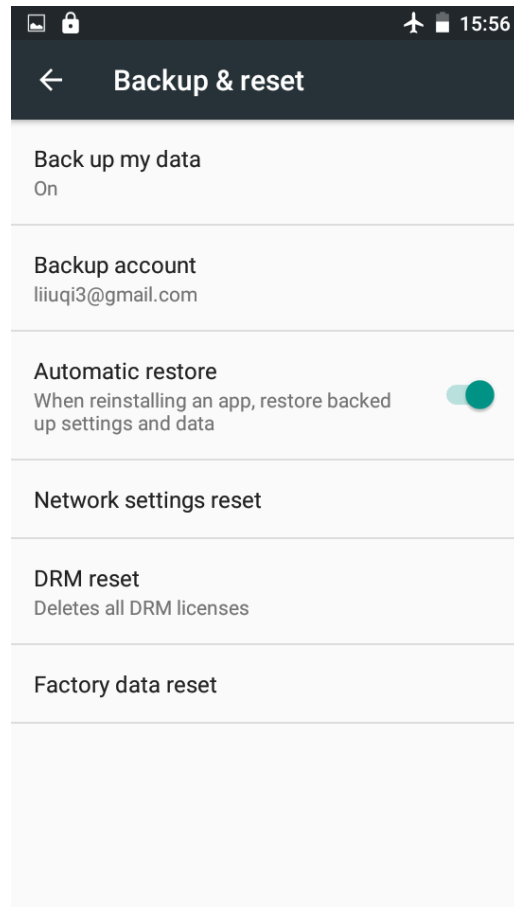 15:56
Backup & reset
Back up my data
On
Backup account
liiuqi3@gmail.com
Automatic restore
When reinstalling an app, restore backed
up settings and data
Network settings reset
DRM reset
Deletes all DRM licenses
Factory data reset